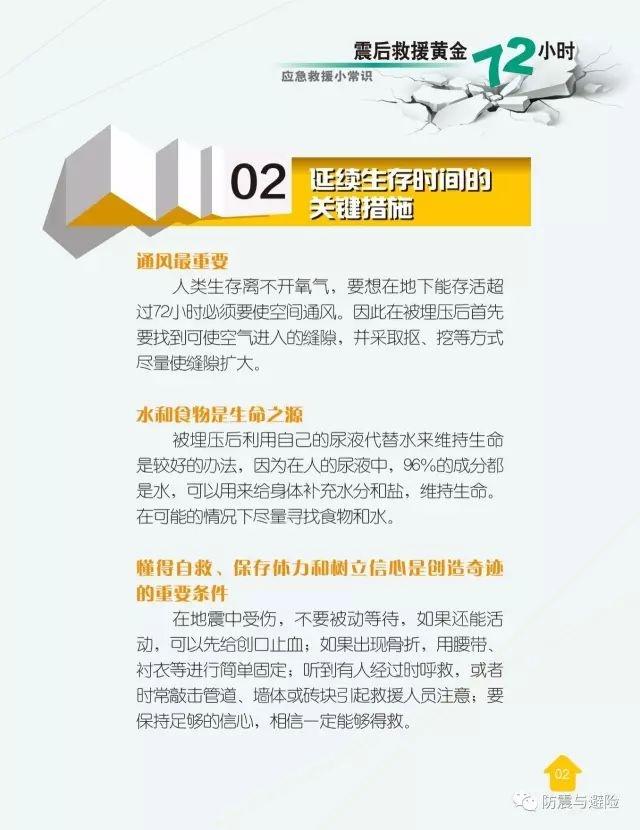 震后救援黄金72小时
应急救援小常识
02
延续生存时间的
关键措施
通风最重要
人类生存离不开氧气，要想在地下能存活超
过72小时必须要使空间通风。因此在被埋压后首先
要找到可使空气进入的缝隙，并采取抠、挖等方式
尽量使缝隙扩大。
水和食物是生命之源
被埋压后利用自己的尿液代替水来维持生命
是较好的办法，因为在人的尿液中，96%的成分都
是水，可以用来给身体补充水分和盐，维持生命。
在可能的情况下尽量寻找食物和水。
懂得自救、保存体力和树立信心是创造奇迹
的重要条件
在地震中受伤，不要被动等待，如果还能活
动，可以先给创口止血；如果出现骨折，用腰带、
衬衣等进行简单固定；听到有人经过时呼救，或者
时常敲击管道、墙体或砖块引起救援人员注意；要
保持足够的信心，相信一定能够得救。
02
防震与避险